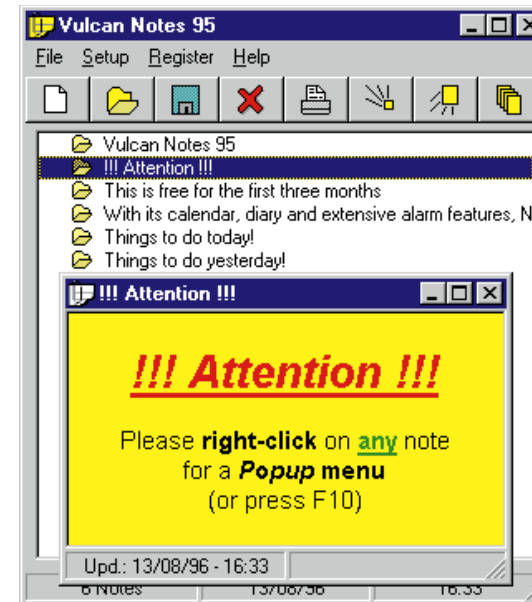 Vulcan Notes 95
File Setup Register Help
Vulcan Notes 95
!!! Attention !!!
This is free for the first three months
With its calendar, diary and extensive alarm features, N
Things to do today!
Things to do yesterday!
!!! Attention !!!
!!! Attention !!!
Please right-click on any note
for a Popup menu
(or press F10)
Upd.: 13/08/96 - 16:33
6 Notes 13/08/96 16:33